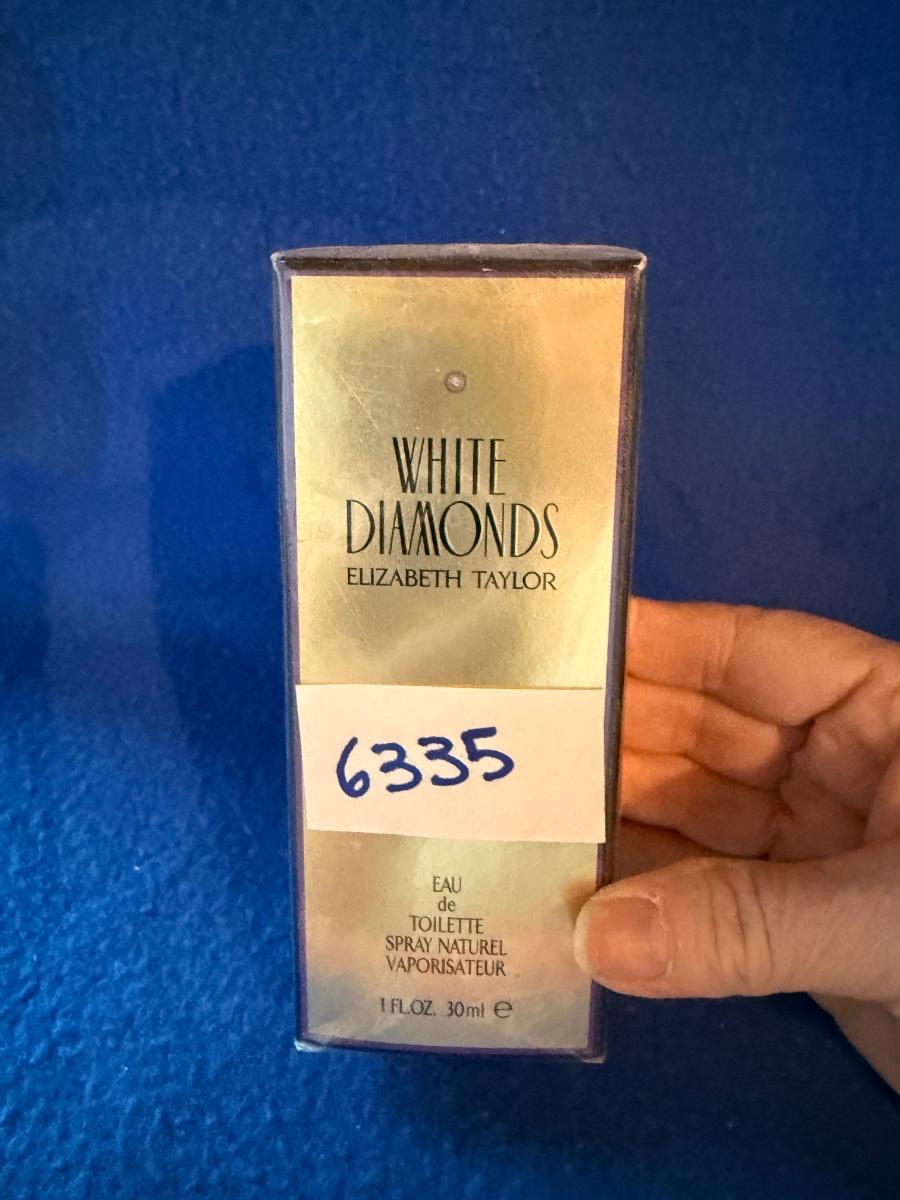 WHITE
DIAMONDS
ELIZABETH TAYLOR
6335
EAU
de
TOILETTE
SPRAY NATUREL
VAPORISATEUR
1 FL.OZ. 30ml ℮